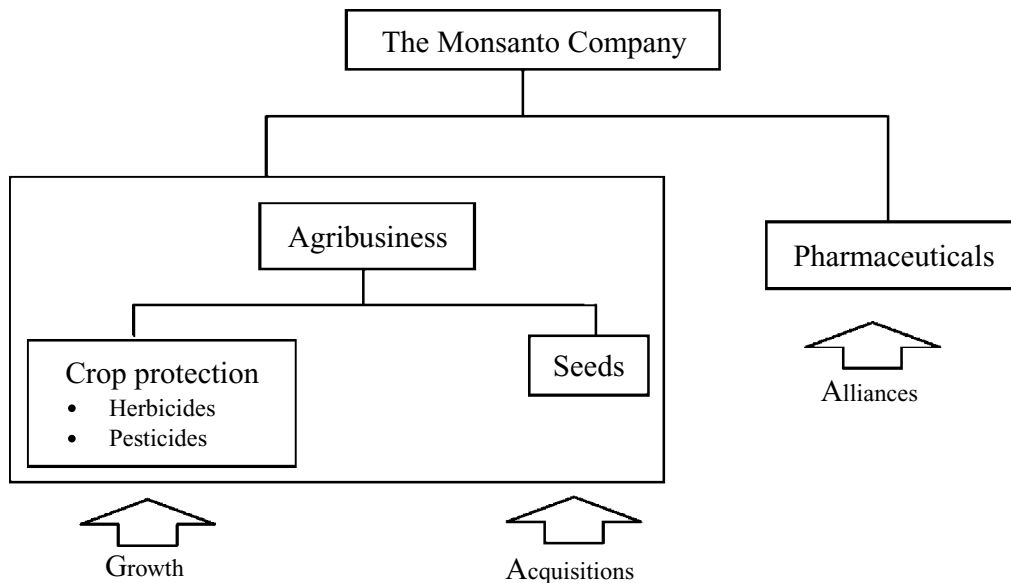 The Monsanto Company
Agribusiness
Pharmaceuticals
Crop protection
• Herbicides
• Pesticides
Seeds
Alliances
Growth
Acquisitions